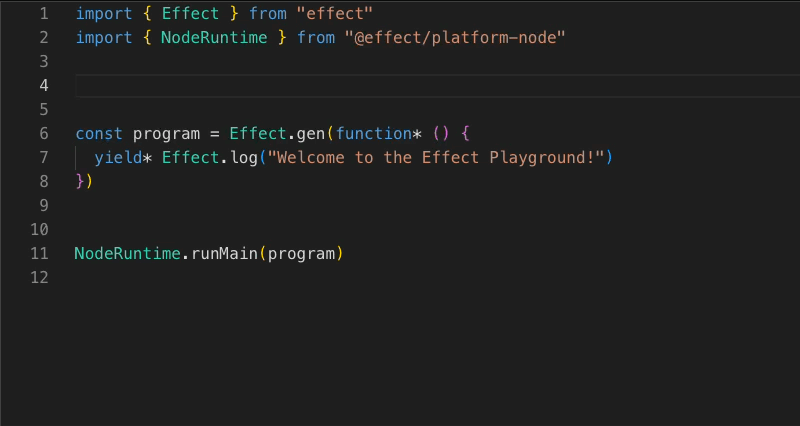 1 import { Effect } from "effect"
2 import { NodeRuntime } from "@effect/platform-node"
3
4
5
6 const program = Effect.gen(function* () {
7   yield* Effect.log("Welcome to the Effect Playground!")
8 })
9
10
11 NodeRuntime.runMain(program)
12